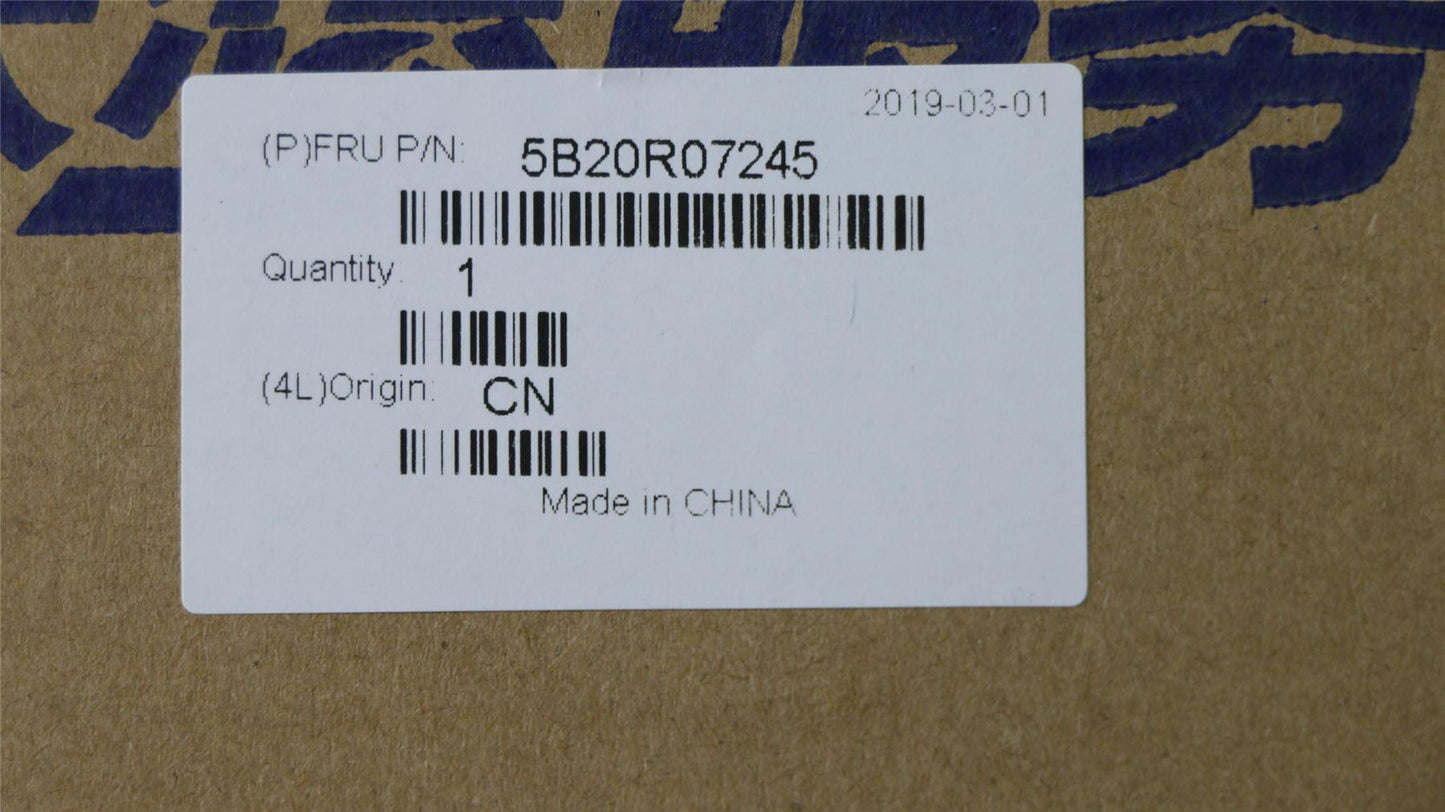 2019-03-01
(P)FRU P/N: 5B20R07245
Quantity: 1
(4L)Origin: CN
Made in CHINA